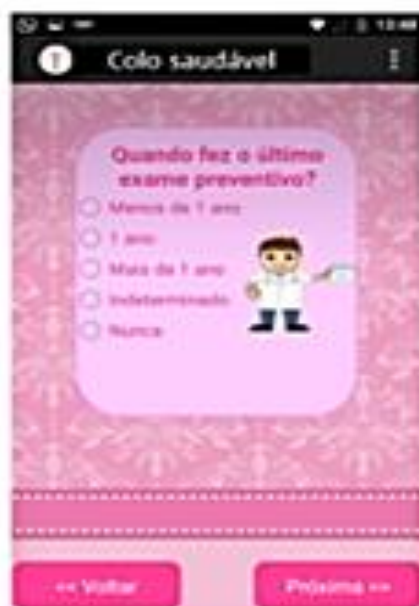 Colo saudável
Quando fez o último
exame preventivo?
Menos de 1 ano
1 ano
Mais de 1 ano
Indeterminado
Nunca
<< Voltar
Próxima >>